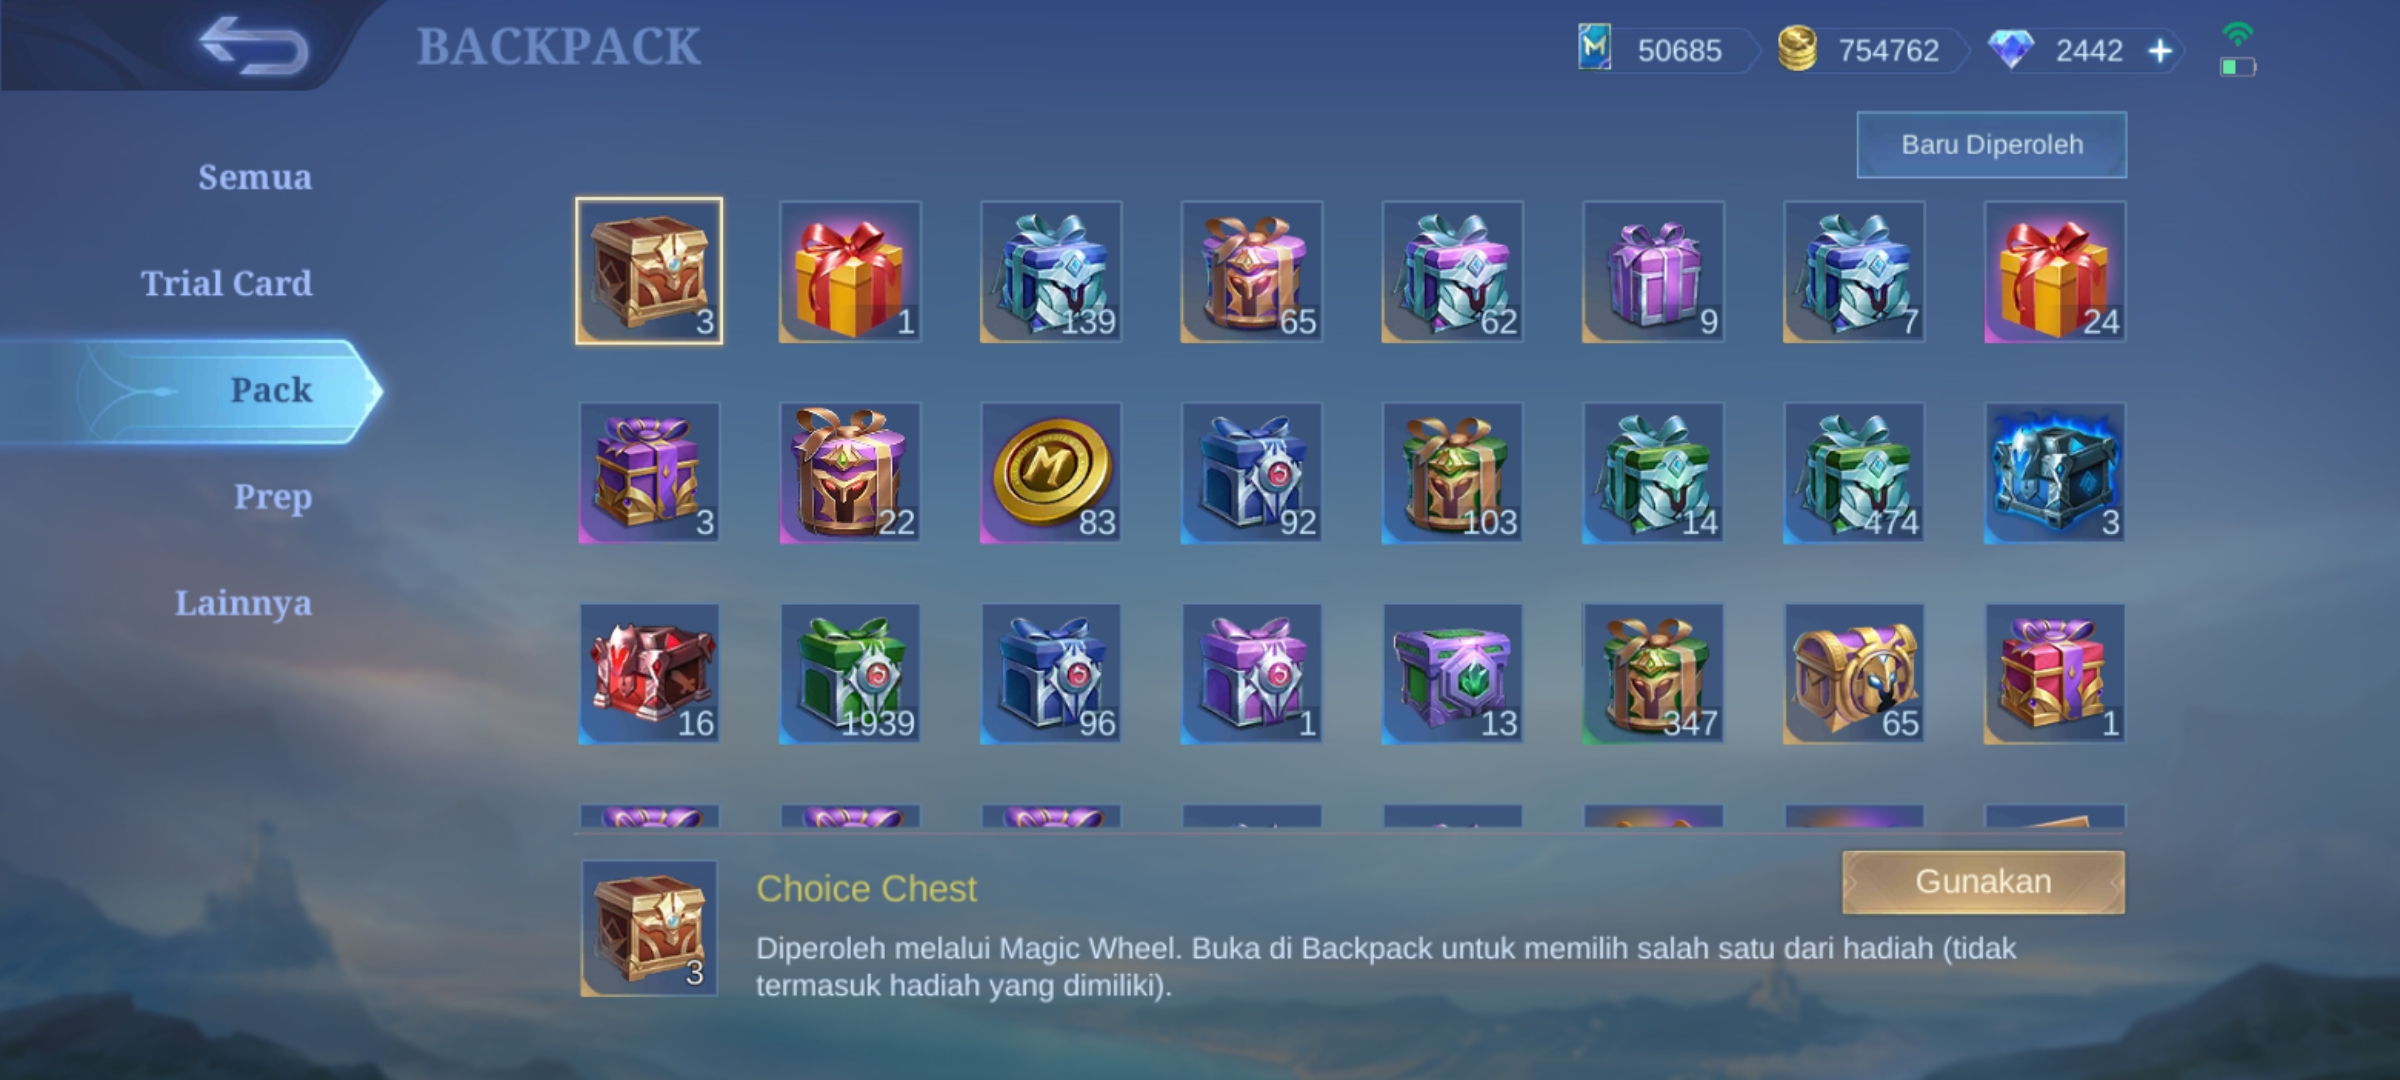 BACKPACK
50685
754762
2442
Baru Diperoleh
Semua
Trial Card
Pack
Prep
Lainnya
3
1
139
65
62
9
7
24
3
22
83
92
103
14
474
3
16
1939
96
1
13
347
65
1
3
Choice Chest
Gunakan
Diperoleh melalui Magic Wheel. Buka di Backpack untuk memilih salah satu dari hadiah (tidak
termasuk hadiah yang dimiliki).